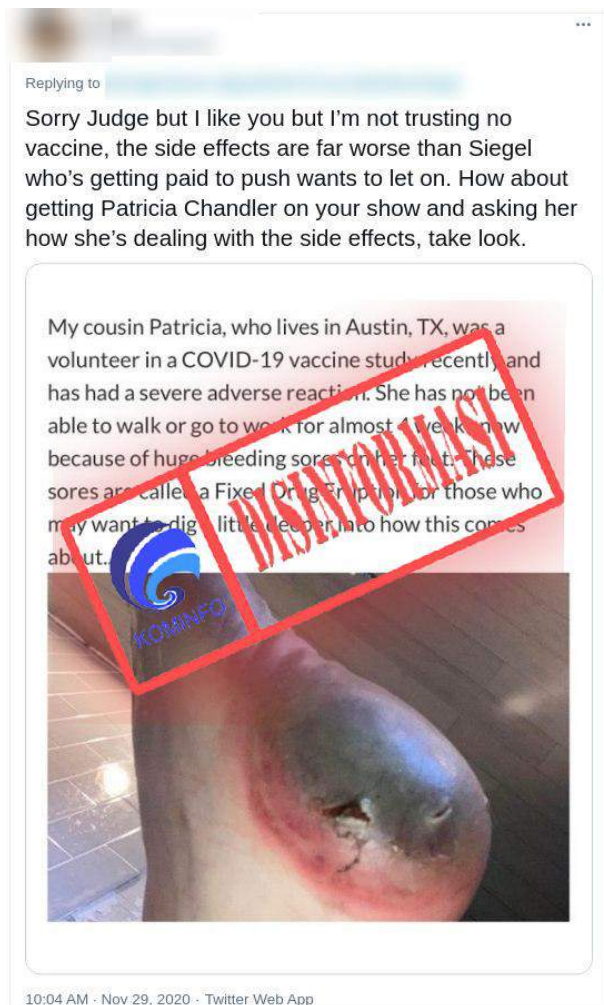 Replying to
Sorry Judge but I like you but I'm not trusting no
vaccine, the side effects are far worse than Siegel
who's getting paid to push wants to let on. How about
getting Patricia Chandler on your show and asking her
how she's dealing with the side effects, take look.
My cousin Patricia, who lives in Austin, TX, was a
volunteer in a COVID-19 vaccine study recently and
has had a severe adverse reaction. She has not been
able to walk or go to work for almost 1 week now
because of huge bleeding sores on her feet. These
sores are called a Fixed Drug Eruption, for those who
may want to dig a little deeper into how this comes
about..
DISINFORMASI
KOMINFO
10:04 AM · Nov 29, 2020 · Twitter Web App